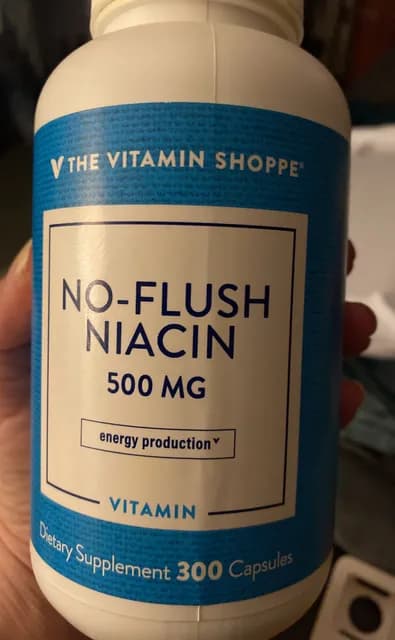 THE VITAMIN SHOPPE®
NO-FLUSH
NIACIN
500 MG
energy production
VITAMIN
Dietary Supplement 300 Capsules